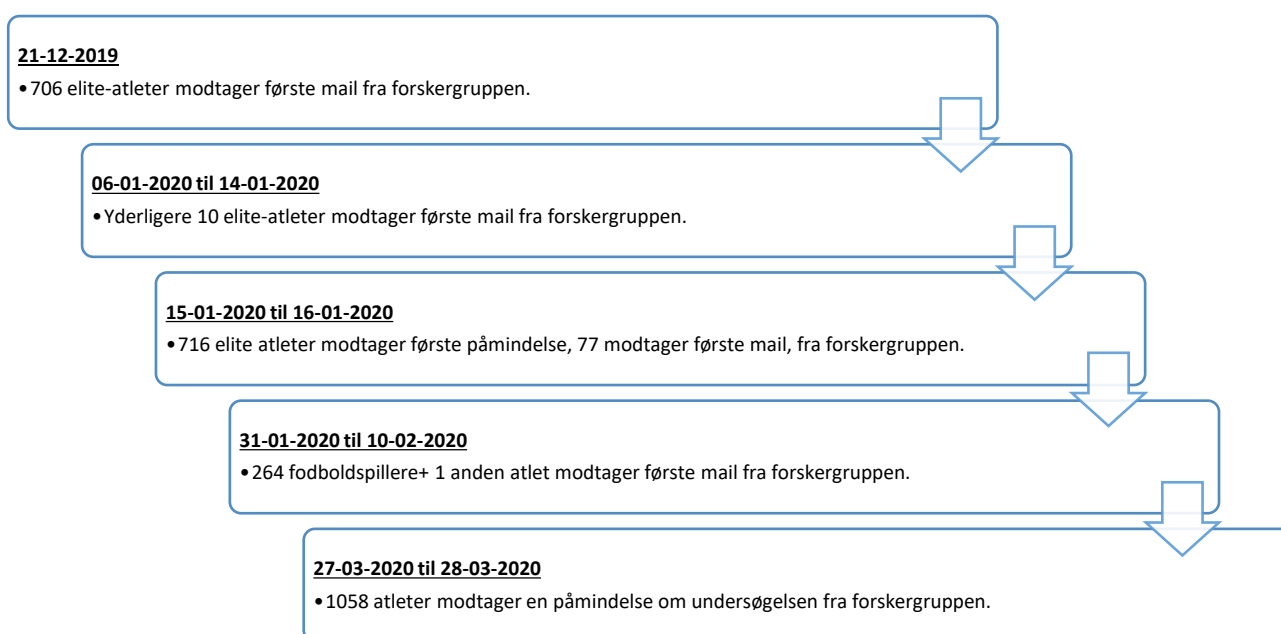 21-12-2019
•706 elite-atleter modtager første mail fra forskergruppen.
06-01-2020 til 14-01-2020
•Yderligere 10 elite-atleter modtager første mail fra forskergruppen.
15-01-2020 til 16-01-2020
•716 elite atleter modtager første påmindelse, 77 modtager første mail, fra forskergruppen.
31-01-2020 til 10-02-2020
•264 fodboldspillere+ 1 anden atlet modtager første mail fra forskergruppen.
27-03-2020 til 28-03-2020
•1058 atleter modtager en påmindelse om undersøgelsen fra forskergruppen.